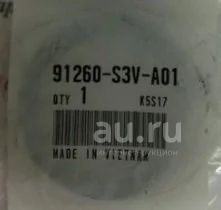 91260-S3V-A01
QTY 1 K5S17
au.ru
MADE IN VIETNAM